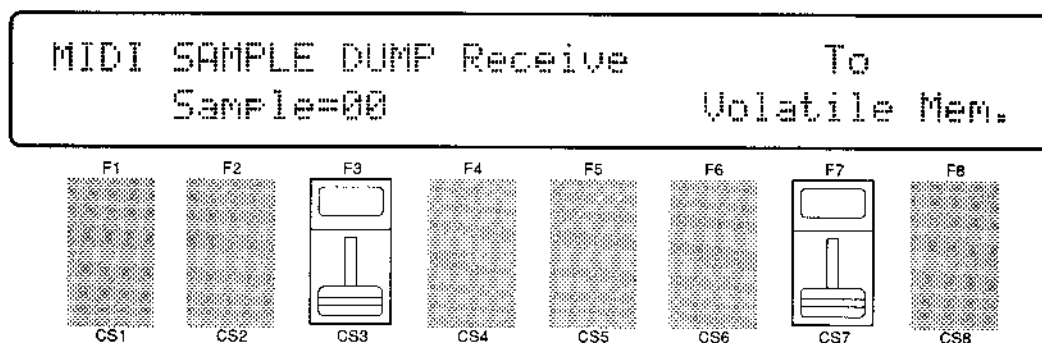 MIDI SAMPLE DUMP Receive To
Sample=00 Volatile Mem.
F1 F2 F3 F4 F5 F6 F7 F8
CS1 CS2 CS3 CS4 CS5 CS6 CS7 CS8